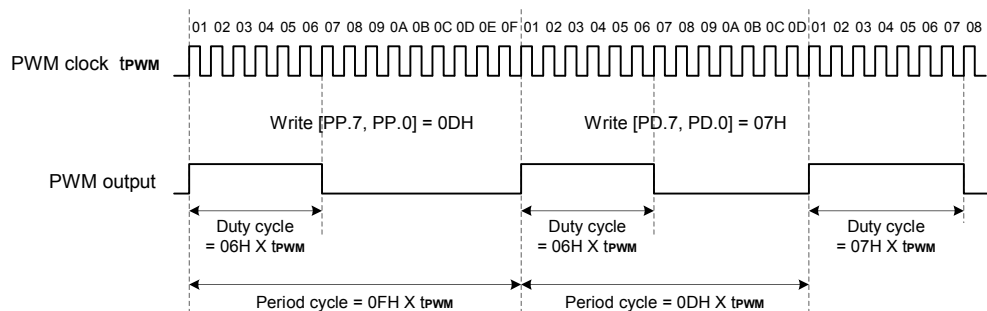 01 02 03 04 05 06 07 08 09 0A 0B 0C 0D 0E 0F 01 02 03 04 05 06 07 08 09 0A 0B 0C 0D 01 02 03 04 05 06 07 08
PWM clock tPWM
Write [PP.7, PP.0] = 0DH Write [PD.7, PD.0] = 07H
PWM output
Duty cycle Duty cycle Duty cycle
= 06H X tPWM = 06H X tPWM = 07H X tPWM
Period cycle = 0FH X tPWM Period cycle = 0DH X tPWM